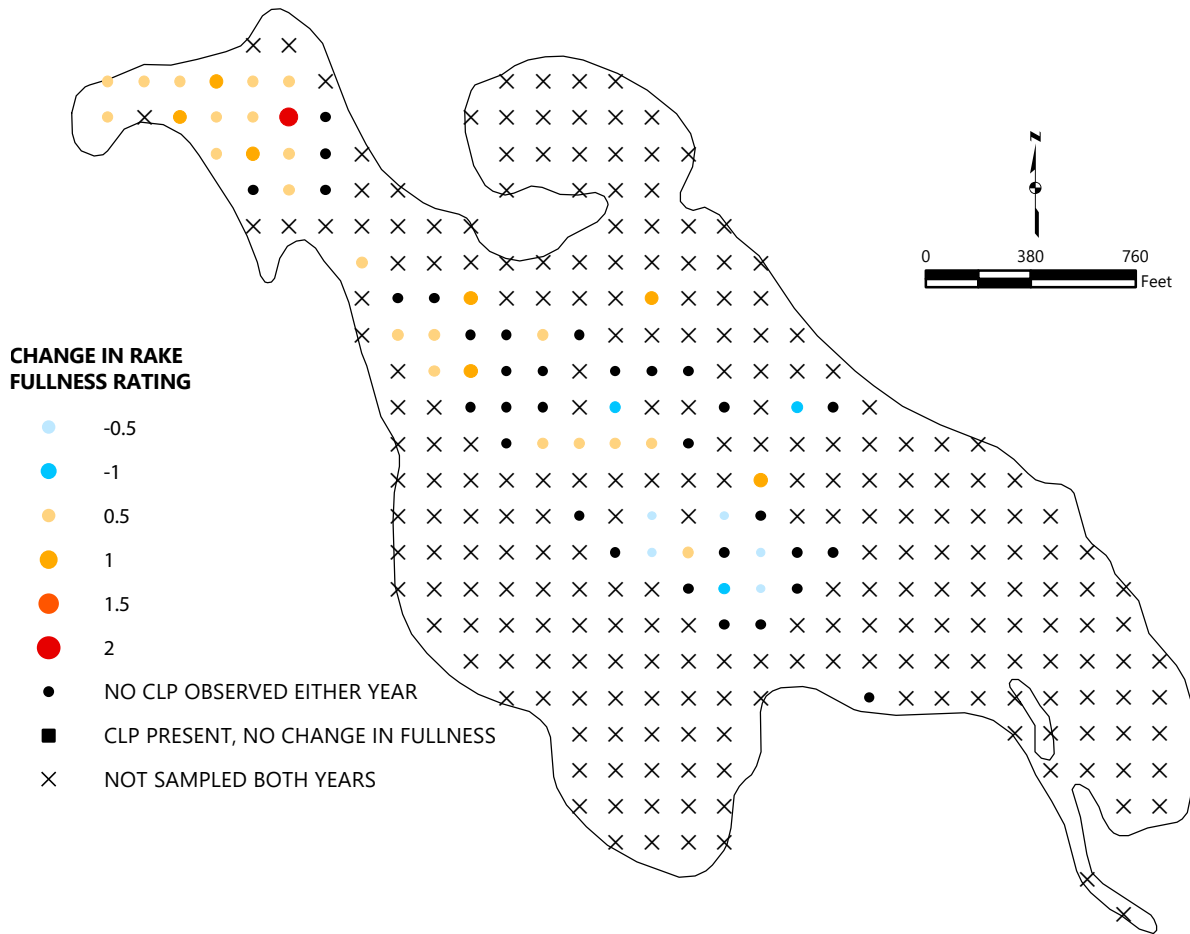 N
0 380 760
Feet
CHANGE IN RAKE
FULLNESS RATING
-0.5
-1
0.5
1
1.5
2
NO CLP OBSERVED EITHER YEAR
CLP PRESENT, NO CHANGE IN FULLNESS
NOT SAMPLED BOTH YEARS